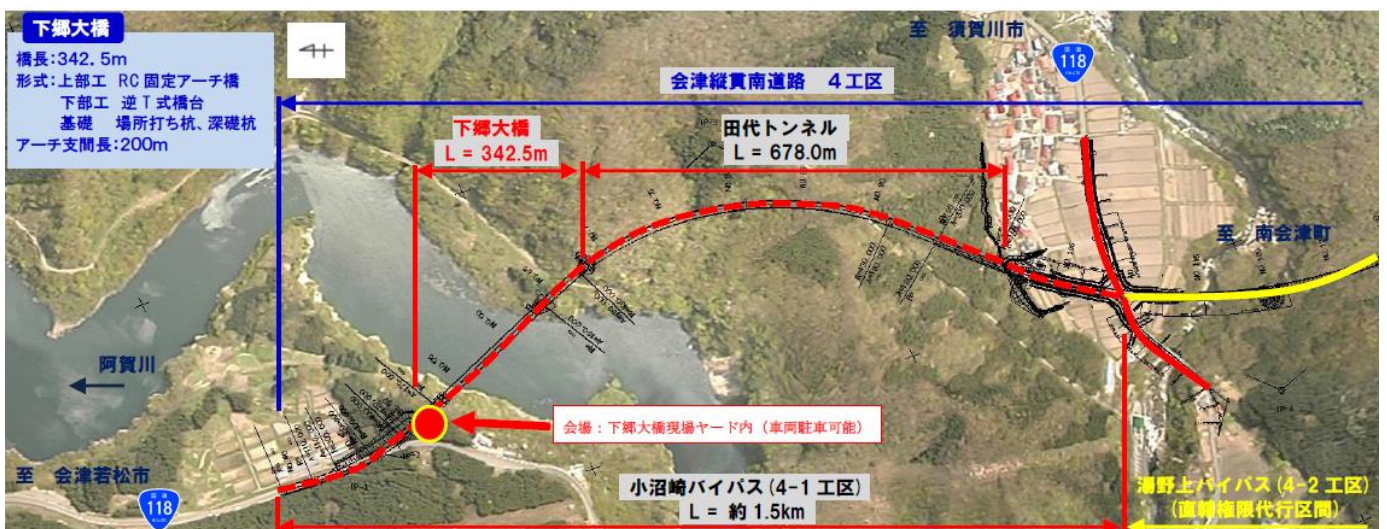 下郷大橋
橋長:342.5m
形式:上部工 RC固定アーチ橋
下部工 逆T式橋台
基礎 場所打ち杭、深礎杭
アーチ支間長:200m
至 須賀川市
国道
118
会津縦貫南道路 4工区
下郷大橋
L = 342.5m
田代トンネル
L = 678.0m
至 南会津町
阿賀川
会場:下郷大橋現場ヤード内(車両駐車可能)
至 会津若松市
国道
118
小沼崎バイパス(4-1工区)
L = 約1.5km
湯野上バイパス(4-2工区)
(直轄権限代行区間)